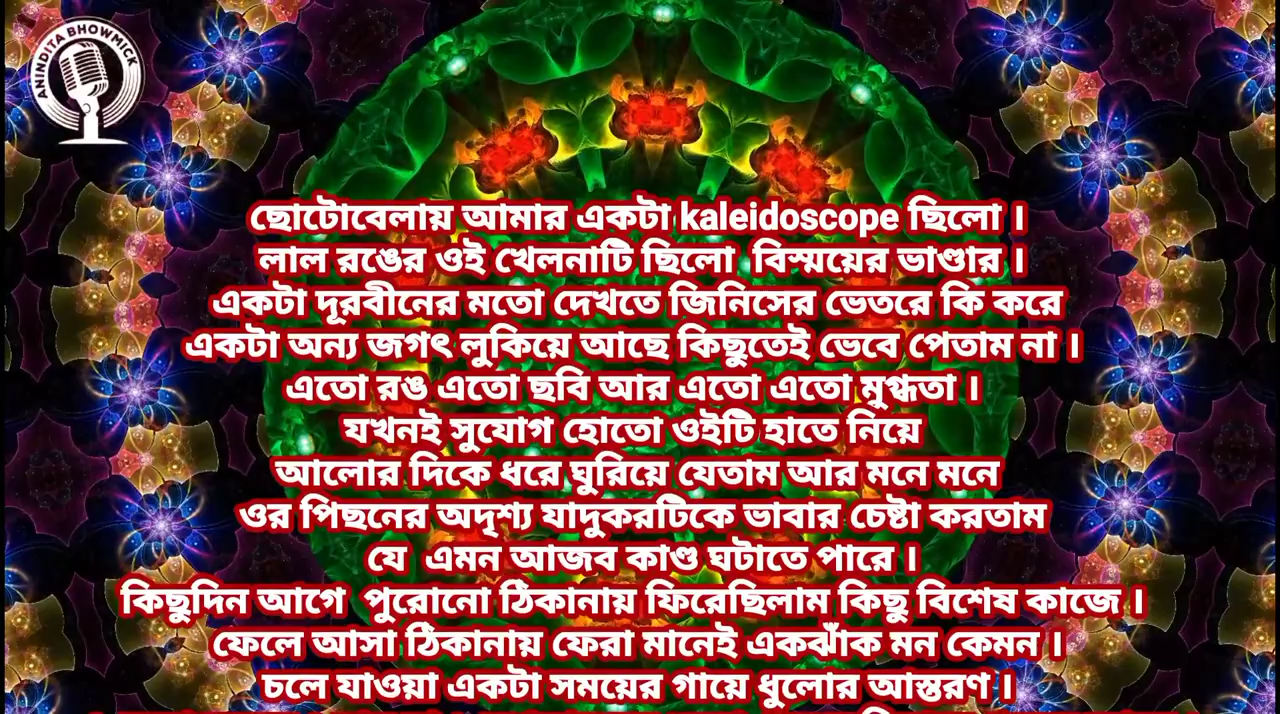 ANINDITA BHOWMICK
ছোটোবেলায় আমার একটা kaleidoscope ছিলো ।
লাল রঙের ওই খেলনাটি ছিলো বিস্ময়ের ভাণ্ডার ।
একটা দূরবীনের মতো দেখতে জিনিসের ভেতরে কি করে
একটা অন্য জগৎ লুকিয়ে আছে কিছুতেই ভেবে পেতাম না ।
এতো রঙ এতো ছবি আর এতো এতো মুগ্ধতা ।
যখনই সুযোগ হোতো ওইটি হাতে নিয়ে
আলোর দিকে ধরে ঘুরিয়ে যেতাম আর মনে মনে
ওর পিছনের অদৃশ্য যাদুকরটিকে ভাবার চেষ্টা করতাম
যে এমন আজব কাণ্ড ঘটাতে পারে ।
কিছুদিন আগে পুরোনো ঠিকানায় ফিরেছিলাম কিছু বিশেষ কাজে ।
ফেলে আসা ঠিকানায় ফেরা মানেই একঝাঁক মন কেমন ।
চলে যাওয়া একটা সময়ের গায়ে ধুলোর আস্তরণ ।